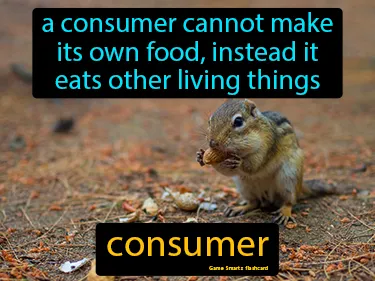 a consumer cannot make
its own food, instead it
eats other living things
consumer
Game Smartz flashcard